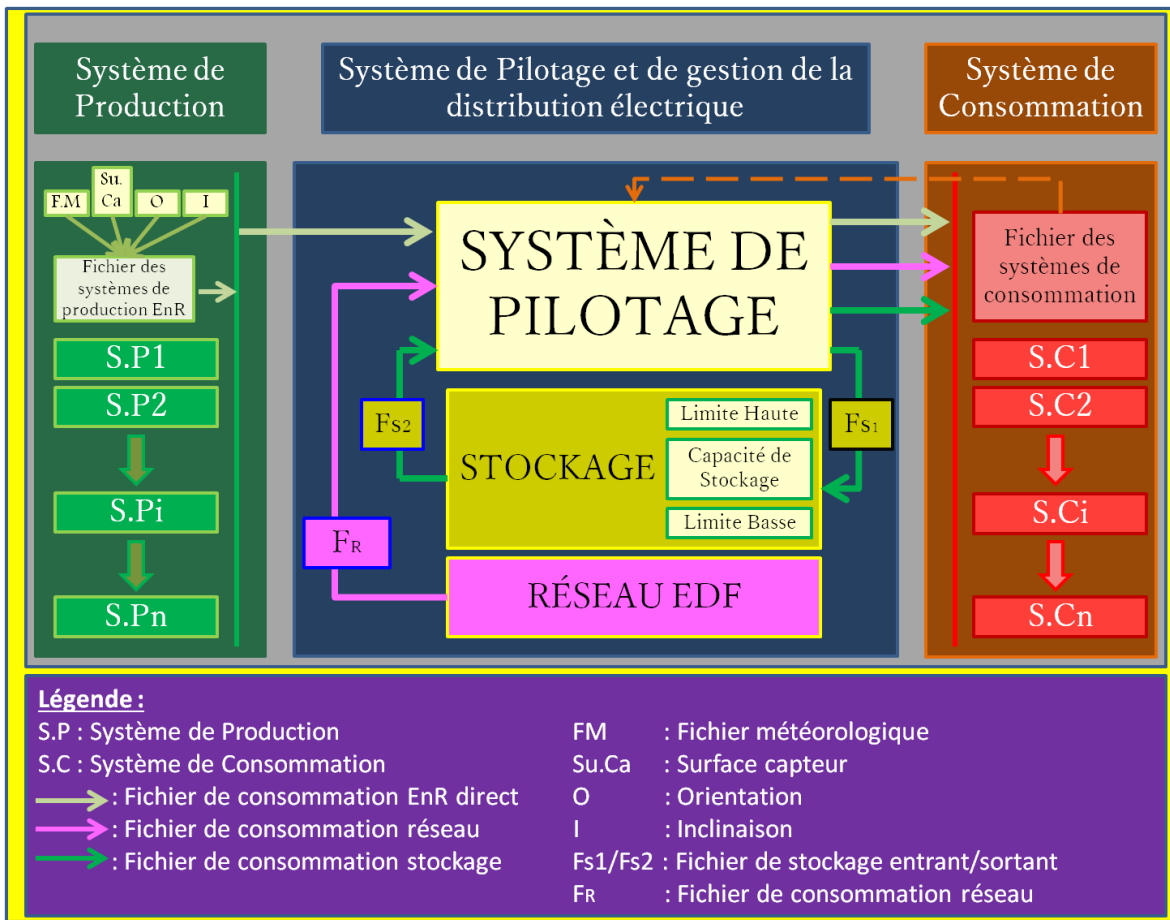 Système de
Production
Système de Pilotage et de gestion de la
distribution électrique
Système de
Consommation
F.M
Su.
Ca
O
I
Fichier des
systèmes de
production EnR
S.P1
S.P2
S.Pi
S.Pn
SYSTÈME DE
PILOTAGE
Fs2
Fs1
STOCKAGE
Limite Haute
Capacité de
Stockage
Limite Basse
FR
RÉSEAU EDF
Fichier des
systèmes de
consommation
S.C1
S.C2
S.Ci
S.Cn
Légende :
S.P : Système de Production
S.C : Système de Consommation
: Fichier de consommation EnR direct
: Fichier de consommation réseau
: Fichier de consommation stockage
FM : Fichier météorologique
Su.Ca : Surface capteur
O : Orientation
I : Inclinaison
Fs1/Fs2 : Fichier de stockage entrant/sortant
FR : Fichier de consommation réseau